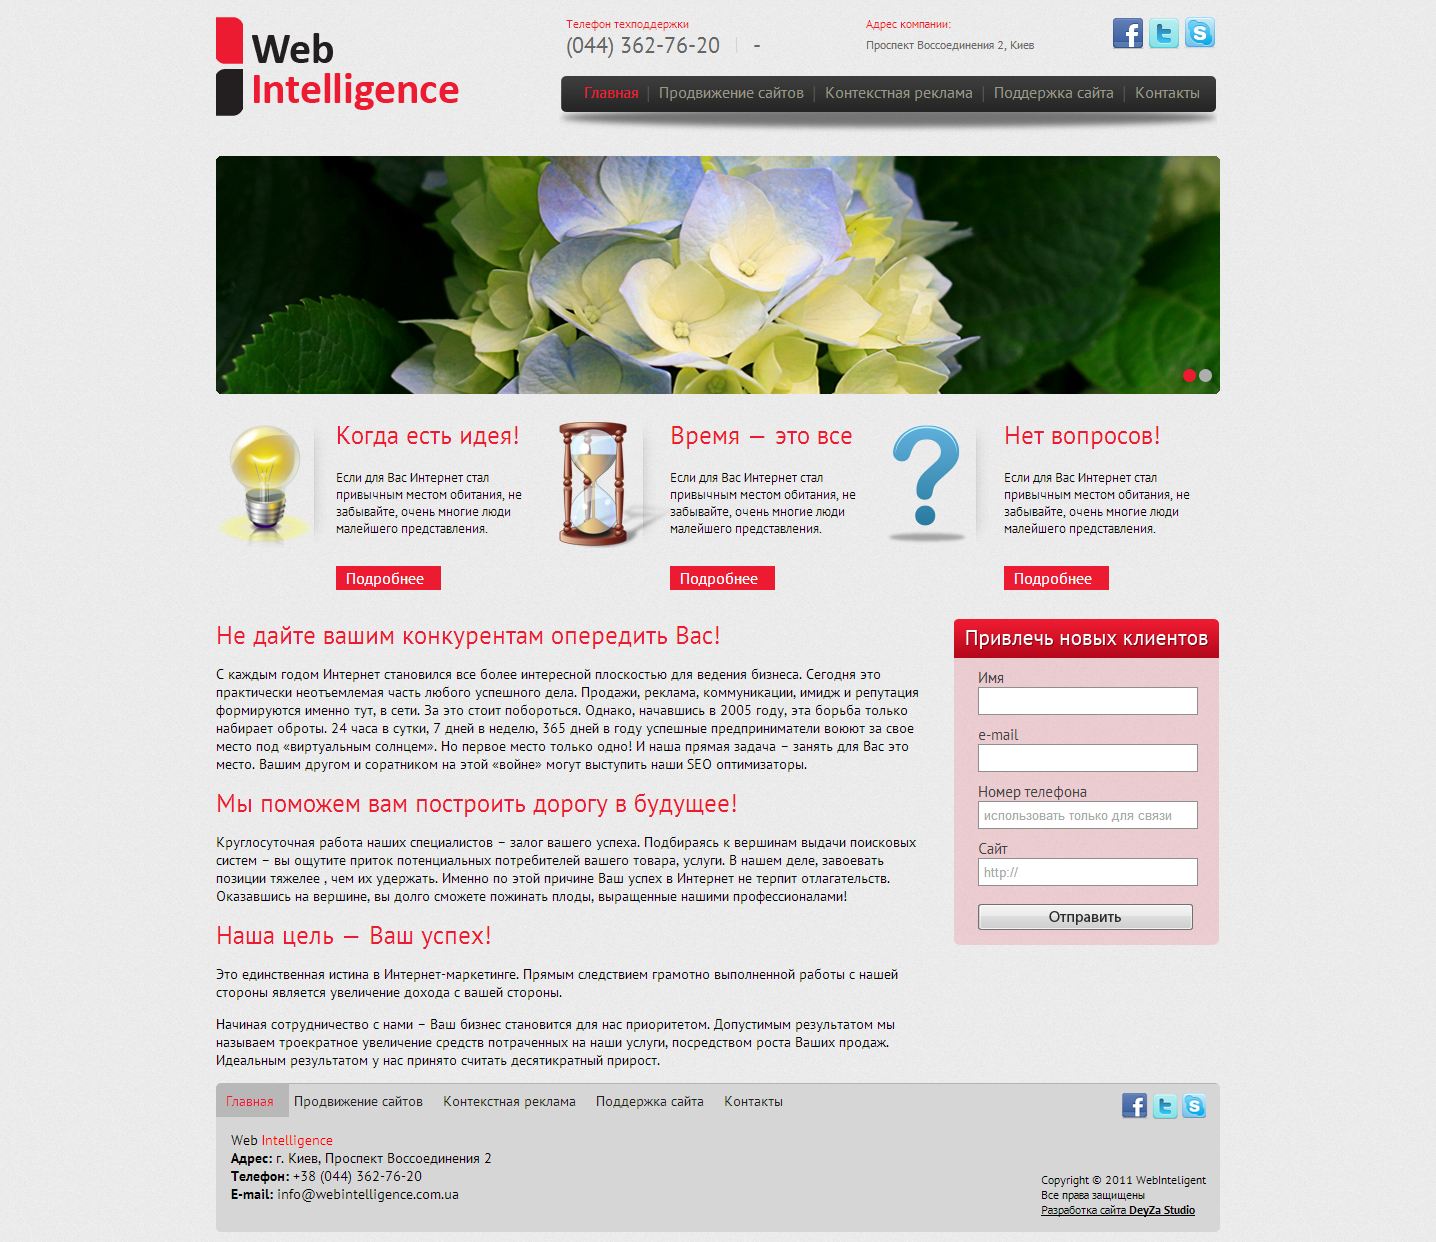 Web
Intelligence
Телефон техподдержки
(044) 362-76-20 | -
Адрес компании:
Проспект Воссоединения 2, Киев
Главная | Продвижение сайтов | Контекстная реклама | Поддержка сайта | Контакты
Когда есть идея!
Если для Вас Интернет стал
привычным местом обитания, не
забывайте, очень многие люди
малейшего представления.
Подробнее
Время — это все
Если для Вас Интернет стал
привычным местом обитания, не
забывайте, очень многие люди
малейшего представления.
Подробнее
Нет вопросов!
Если для Вас Интернет стал
привычным местом обитания, не
забывайте, очень многие люди
малейшего представления.
Подробнее
Не дайте вашим конкурентам опередить Вас!
С каждым годом Интернет становился все более интересной плоскостью для ведения бизнеса. Сегодня это
практически неотъемлемая часть любого успешного дела. Продажи, реклама, коммуникации, имидж и репутация
формируются именно тут, в сети. За это стоит побороться. Однако, начавшись в 2005 году, эта борьба только
набирает обороты. 24 часа в сутки, 7 дней в неделю, 365 дней в году успешные предприниматели воюют за свое
место под «виртуальным солнцем». Но первое место только одно! И наша прямая задача – занять для Вас это
место. Вашим другом и соратником на этой «войне» могут выступить наши SEO оптимизаторы.
Мы поможем вам построить дорогу в будущее!
Круглосуточная работа наших специалистов – залог вашего успеха. Подбираясь к вершинам выдачи поисковых
систем – вы ощутите приток потенциальных потребителей вашего товара, услуги. В нашем деле, завоевать
позиции тяжелее , чем их удержать. Именно по этой причине Ваш успех в Интернет не терпит отлагательств.
Оказавшись на вершине, вы долго сможете пожинать плоды, выращенные нашими профессионалами!
Наша цель — Ваш успех!
Это единственная истина в Интернет-маркетинге. Прямым следствием грамотно выполненной работы с нашей
стороны является увеличение дохода с вашей стороны.
Начиная сотрудничество с нами – Ваш бизнес становится для нас приоритетом. Допустимым результатом мы
называем троекратное увеличение средств потраченных на наши услуги, посредством роста Ваших продаж.
Идеальным результатом у нас принято считать десятикратный прирост.
Привлечь новых клиентов
Имя
e-mail
Номер телефона
использовать только для связи
Сайт
http://
Отправить
Главная Продвижение сайтов Контекстная реклама Поддержка сайта Контакты
Web Intelligence
Адрес: г. Киев, Проспект Воссоединения 2
Телефон: +38 (044) 362-76-20
E-mail: info@webintelligence.com.ua
Copyright © 2011 WebInteligent
Все права защищены
Разработка сайта DeyZa Studio